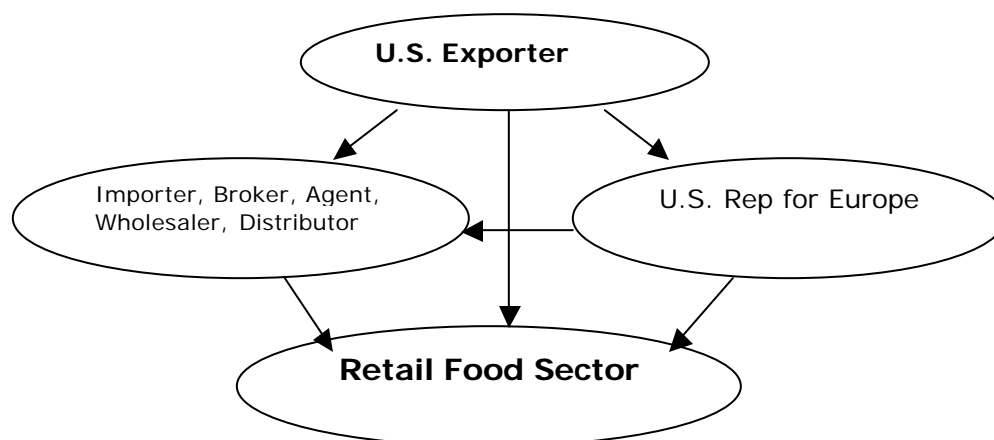 U.S. Exporter
Importer, Broker, Agent,
Wholesaler, Distributor
U.S. Rep for Europe
Retail Food Sector